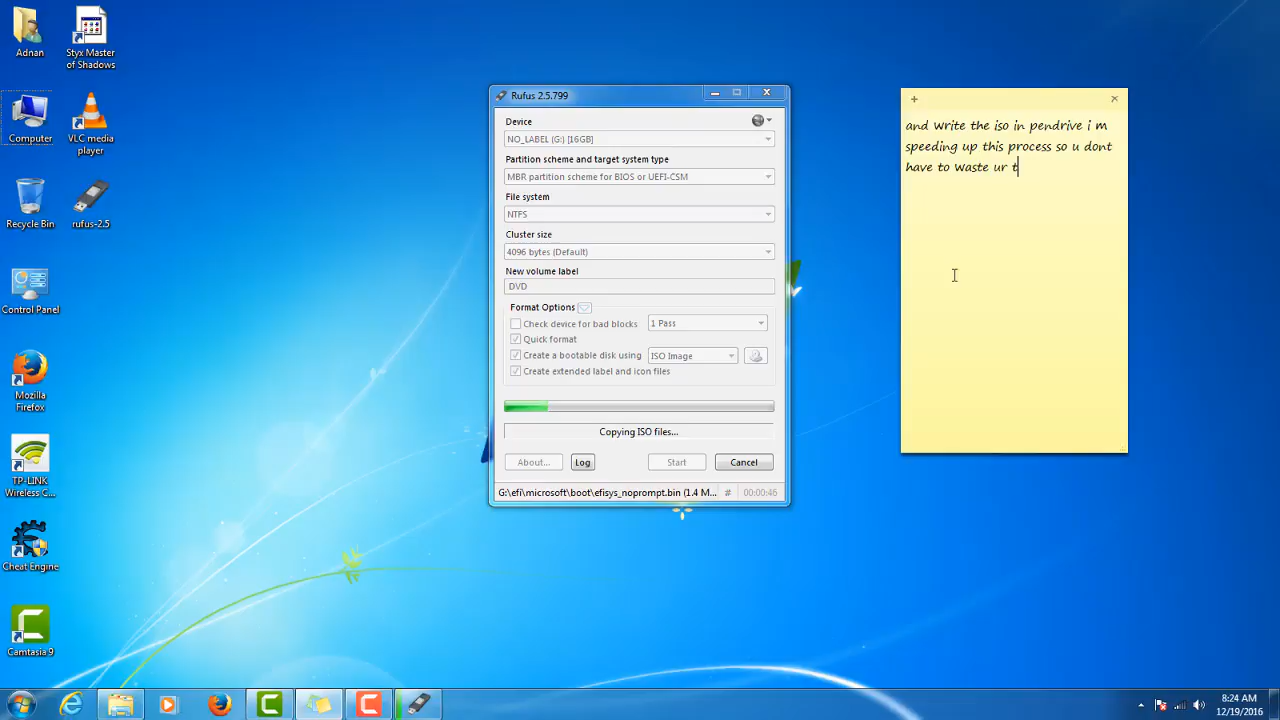 Adnan
Styx Master
of Shadows
Computer
VLC media
player
Recycle Bin
rufus-2.5
Control Panel
Mozilla
Firefox
TP-LINK
Wireless C...
Cheat Engine
Camtasia 9
Rufus 2.5.799
Device
NO_LABEL (G:) [16GB]
Partition scheme and target system type
MBR partition scheme for BIOS or UEFI-CSM
File system
NTFS
Cluster size
4096 bytes (Default)
New volume label
DVD
Format Options
Check device for bad blocks 1 Pass
Quick format
Create a bootable disk using ISO Image
Create extended label and icon files
Copying ISO files...
About... Log Start Cancel
G:\efi\microsoft\boot\efisys_noprompt.bin (1.4 M... # 00:00:46
and write the iso in pendrive i m
speeding up this process so u dont
have to waste ur t
8:24 AM
12/19/2016